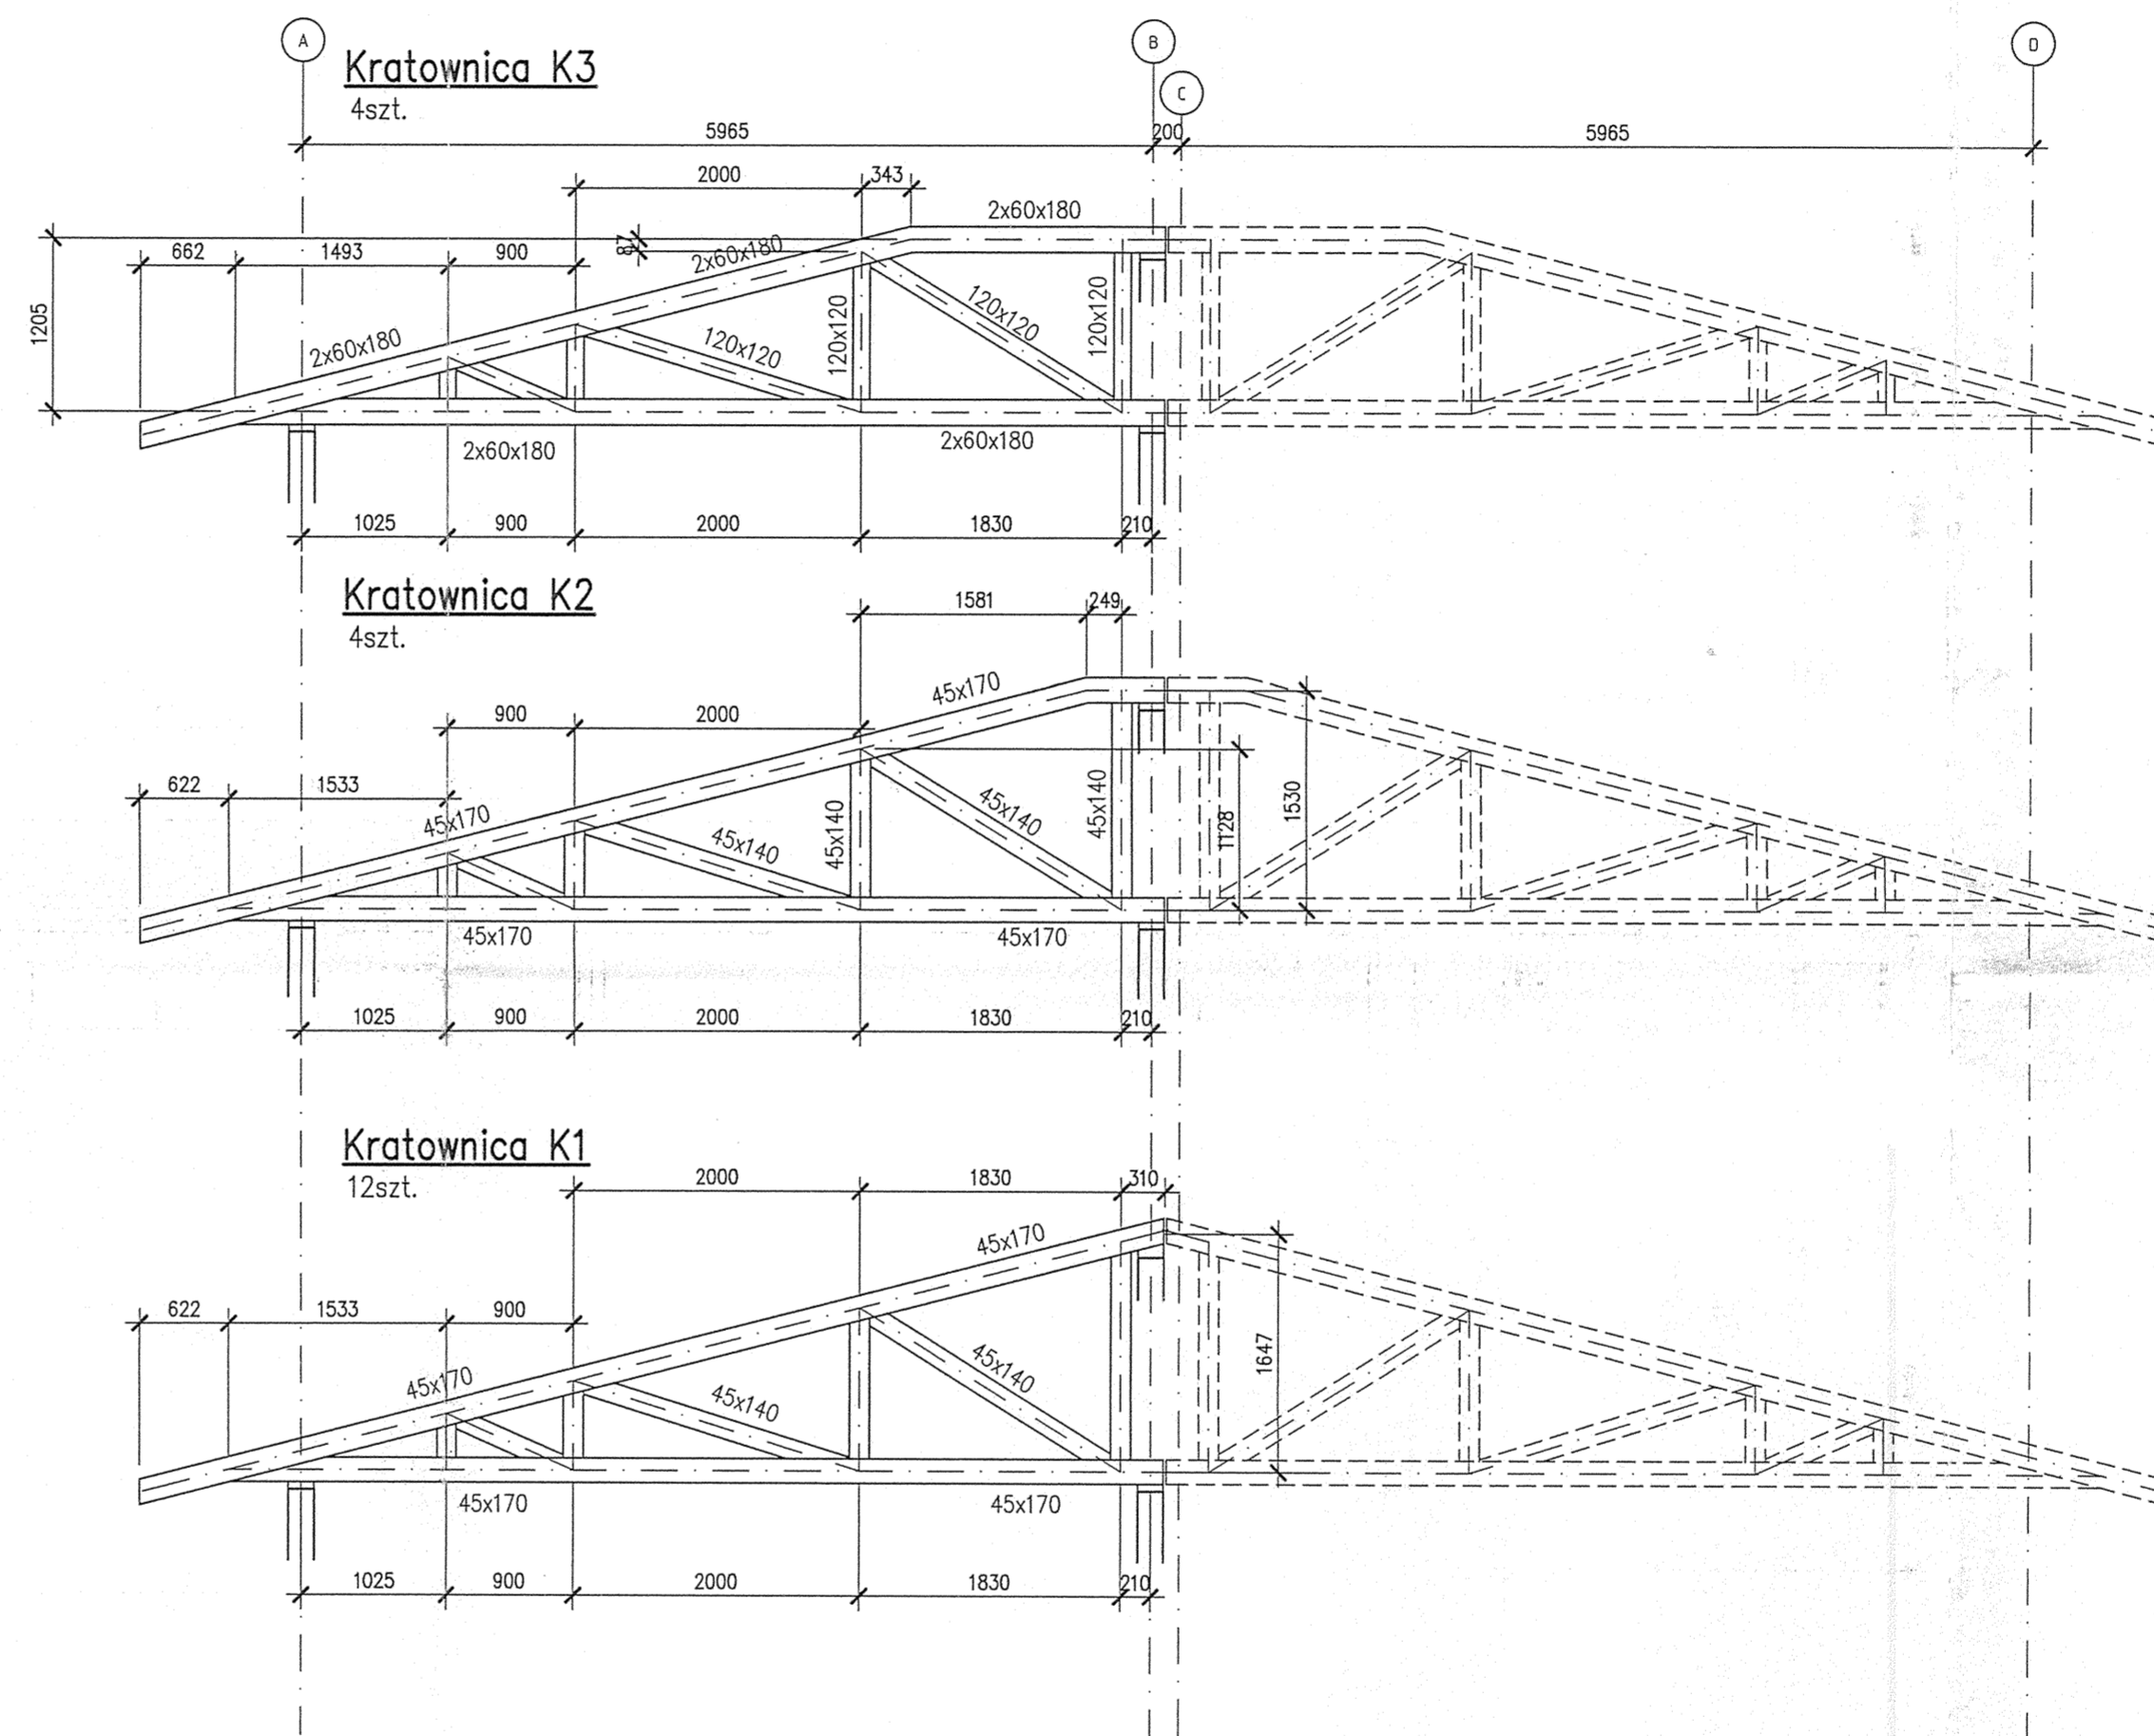 A
B
C
D
Kratownica K3
4szt.
5965
200
5965
2000
343
2x60x180
87
2x60x180
662
1493
900
1205
2x60x180
120x120
120x120
120x120
120x120
2x60x180
2x60x180
1025
900
2000
1830
210
Kratownica K2
4szt.
1581
249
45x170
900
2000
622
1533
45x170
45x140
45x140
45x140
45x140
1128
1530
45x170
45x170
1025
900
2000
1830
210
Kratownica K1
12szt.
2000
1830
310
45x170
622
1533
900
45x170
45x140
45x140
1647
45x170
45x170
1025
900
2000
1830
210